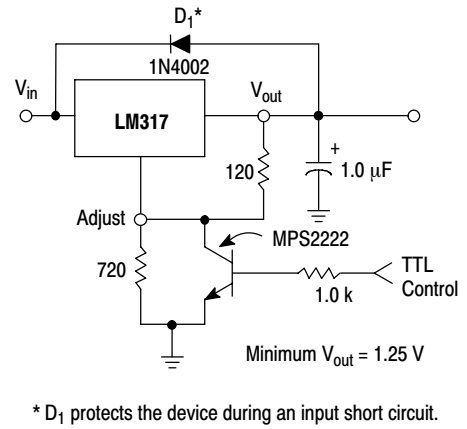 D1*
1N4002
Vin
Vout
LM317
+
120
1.0 μF
Adjust
MPS2222
720
TTL
Control
1.0 k
Minimum Vout = 1.25 V
* D1 protects the device during an input short circuit.